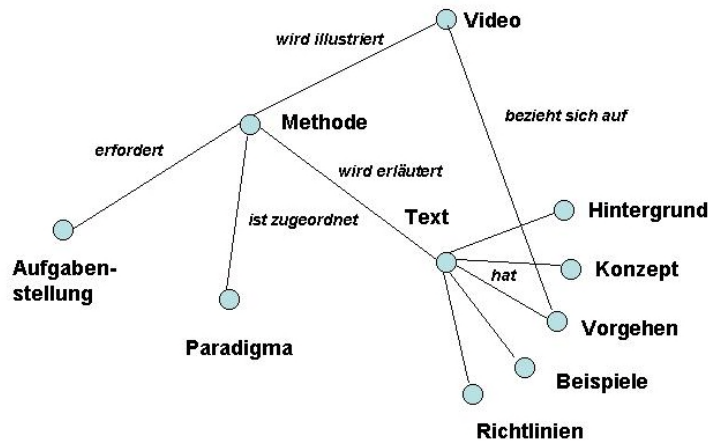 Video
wird illustriert
Methode
bezieht sich auf
erfordert
wird erläutert
Text
Hintergrund
ist zugeordnet
Aufgaben-
stellung
Konzept
hat
Vorgehen
Paradigma
Beispiele
Richtlinien